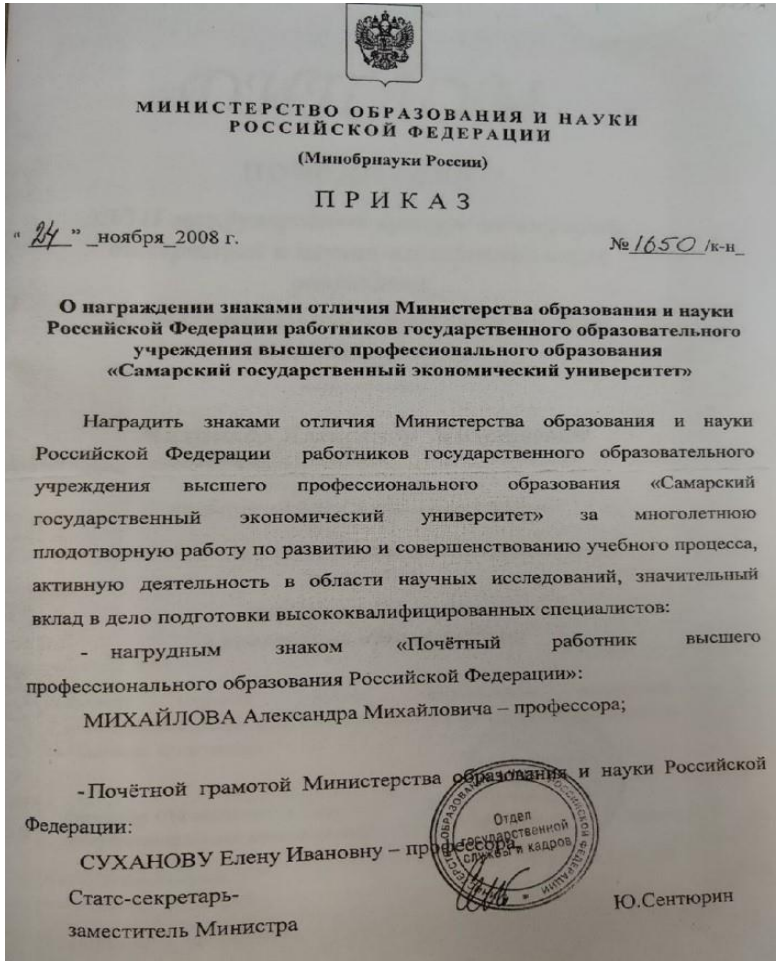 МИНИСТЕРСТВО ОБРАЗОВАНИЯ И НАУКИ
РОССИЙСКОЙ ФЕДЕРАЦИИ
(Минобрнауки России)
ПРИКАЗ
" 24 " _ноября_2008 г.
№ 1650 /к-н_
О награждении знаками отличия Министерства образования и науки
Российской Федерации работников государственного образовательного
учреждения высшего профессионального образования
«Самарский государственный экономический университет»
Наградить знаками отличия Министерства образования и науки
Российской Федерации работников государственного образовательного
учреждения высшего профессионального образования «Самарский
государственный экономический университет» за многолетнюю
плодотворную работу по развитию и совершенствованию учебного процесса,
активную деятельность в области научных исследований, значительный
вклад в дело подготовки высококвалифицированных специалистов:
- нагрудным знаком «Почётный работник высшего
профессионального образования Российской Федерации»:
МИХАЙЛОВА Александра Михайловича – профессора;
-Почётной грамотой Министерства образования и науки Российской
Федерации:
СУХАНОВУ Елену Ивановну – профессора.
Отдел
государственной
службы и кадров
Статс-секретарь-
заместитель Министра
Ю.Сентюрин